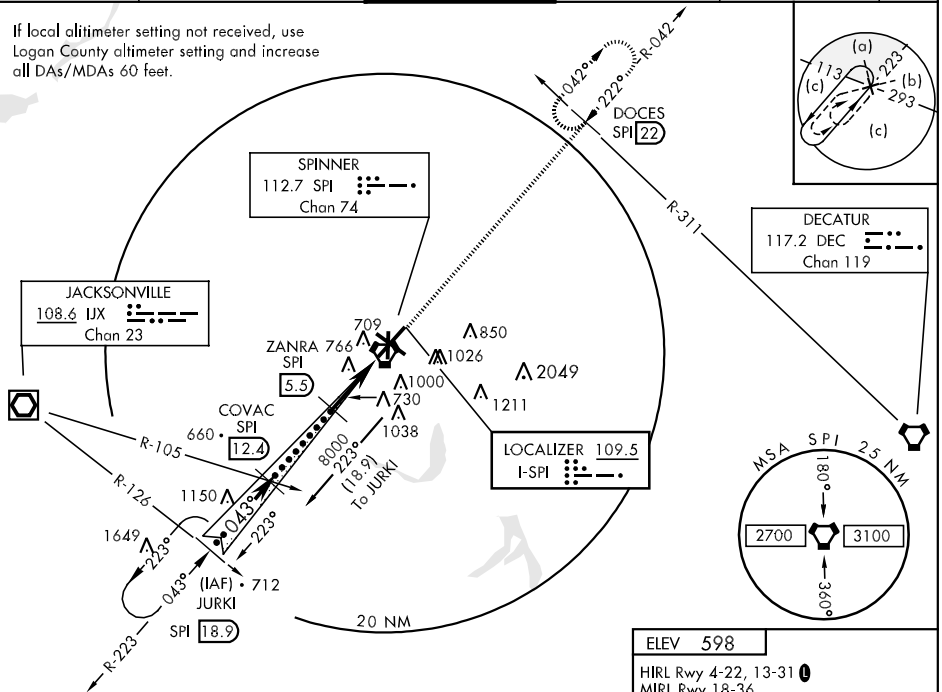 If local alitimeter setting not received, use
Logan County altimeter setting and increase
all DAs/MDAs 60 feet.
R-042
042°
222°
DOCES
SPI 22
(a)
113
223
(c)
(b)
293
(c)
SPINNER
112.7 SPI
Chan 74
R-311
DECATUR
117.2 DEC
Chan 119
JACKSONVILLE
108.6 IJX
Chan 23
709
850
ZANRA
766
SPI
5.5
1026
2049
1000
730
1211
1038
COVAC
SPI
12.4
660
R-105
R-126
8000
223°
(18.9)
To JURKI
LOCALIZER 109.5
I-SPI
1150
043°
223°
1649
223°
043°
(IAF)
712
JURKI
SPI 18.9
R-223
20 NM
MSA SPI 25 NM
180°
2700
3100
360°
ELEV 598
HIRL Rwy 4-22, 13-31 L
MIRL Rwy 18-36